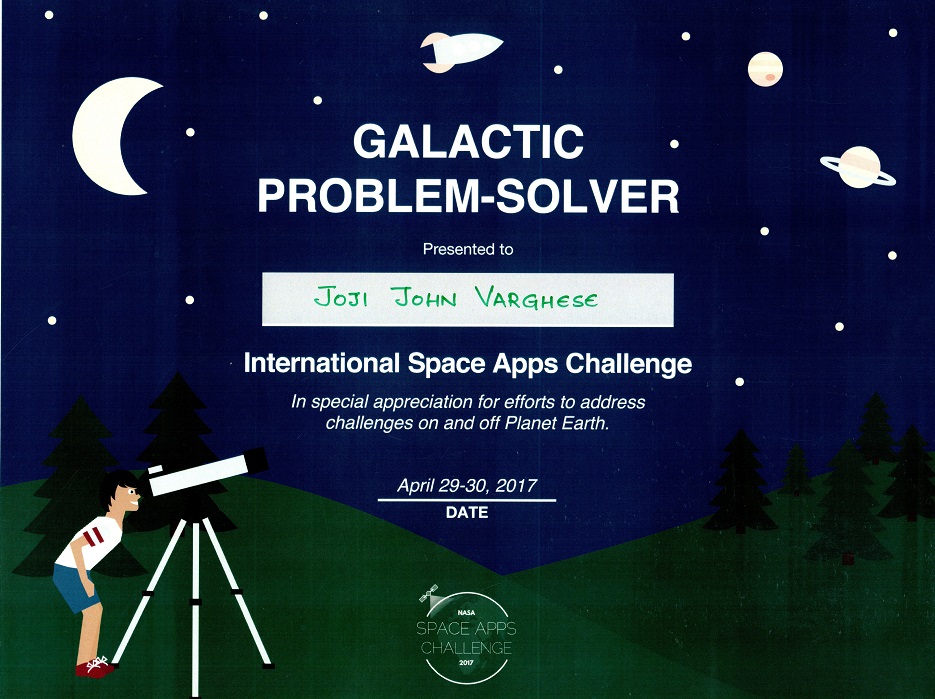 GALACTIC
PROBLEM-SOLVER
Presented to
JOJI JOHN VARGHESE
International Space Apps Challenge
In special appreciation for efforts to address
challenges on and off Planet Earth.
April 29-30, 2017
DATE
NASA
SPACE APPS
CHALLENGE
2017